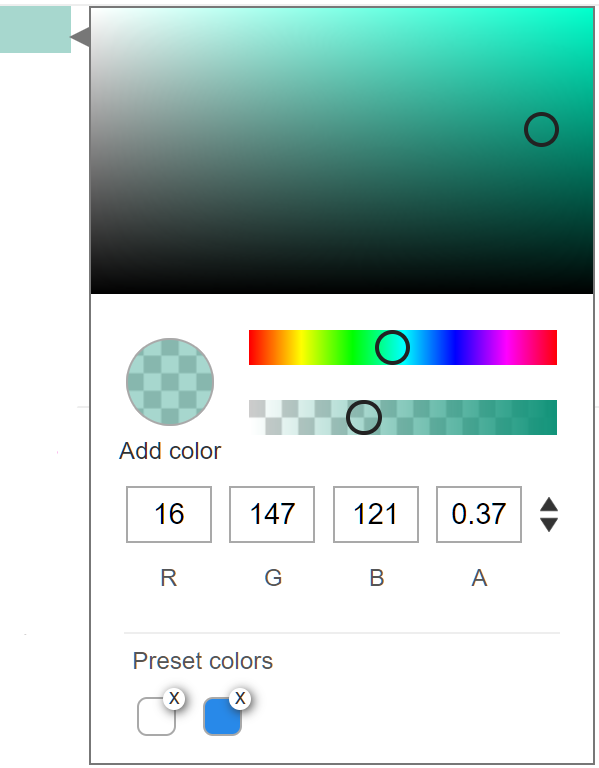 Add color
16 147 121 0.37
R G B A
Preset colors
X X